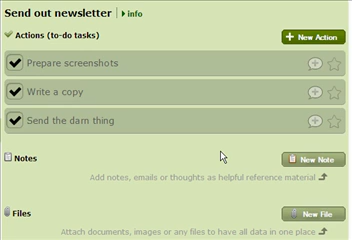 Send out newsletter info
Actions (to-do tasks) New Action
Prepare screenshots
Write a copy
Send the darn thing
Notes New Note
Add notes, emails or thoughts as helpful reference material
Files New File
Attach documents, images or any files to have all data in one place